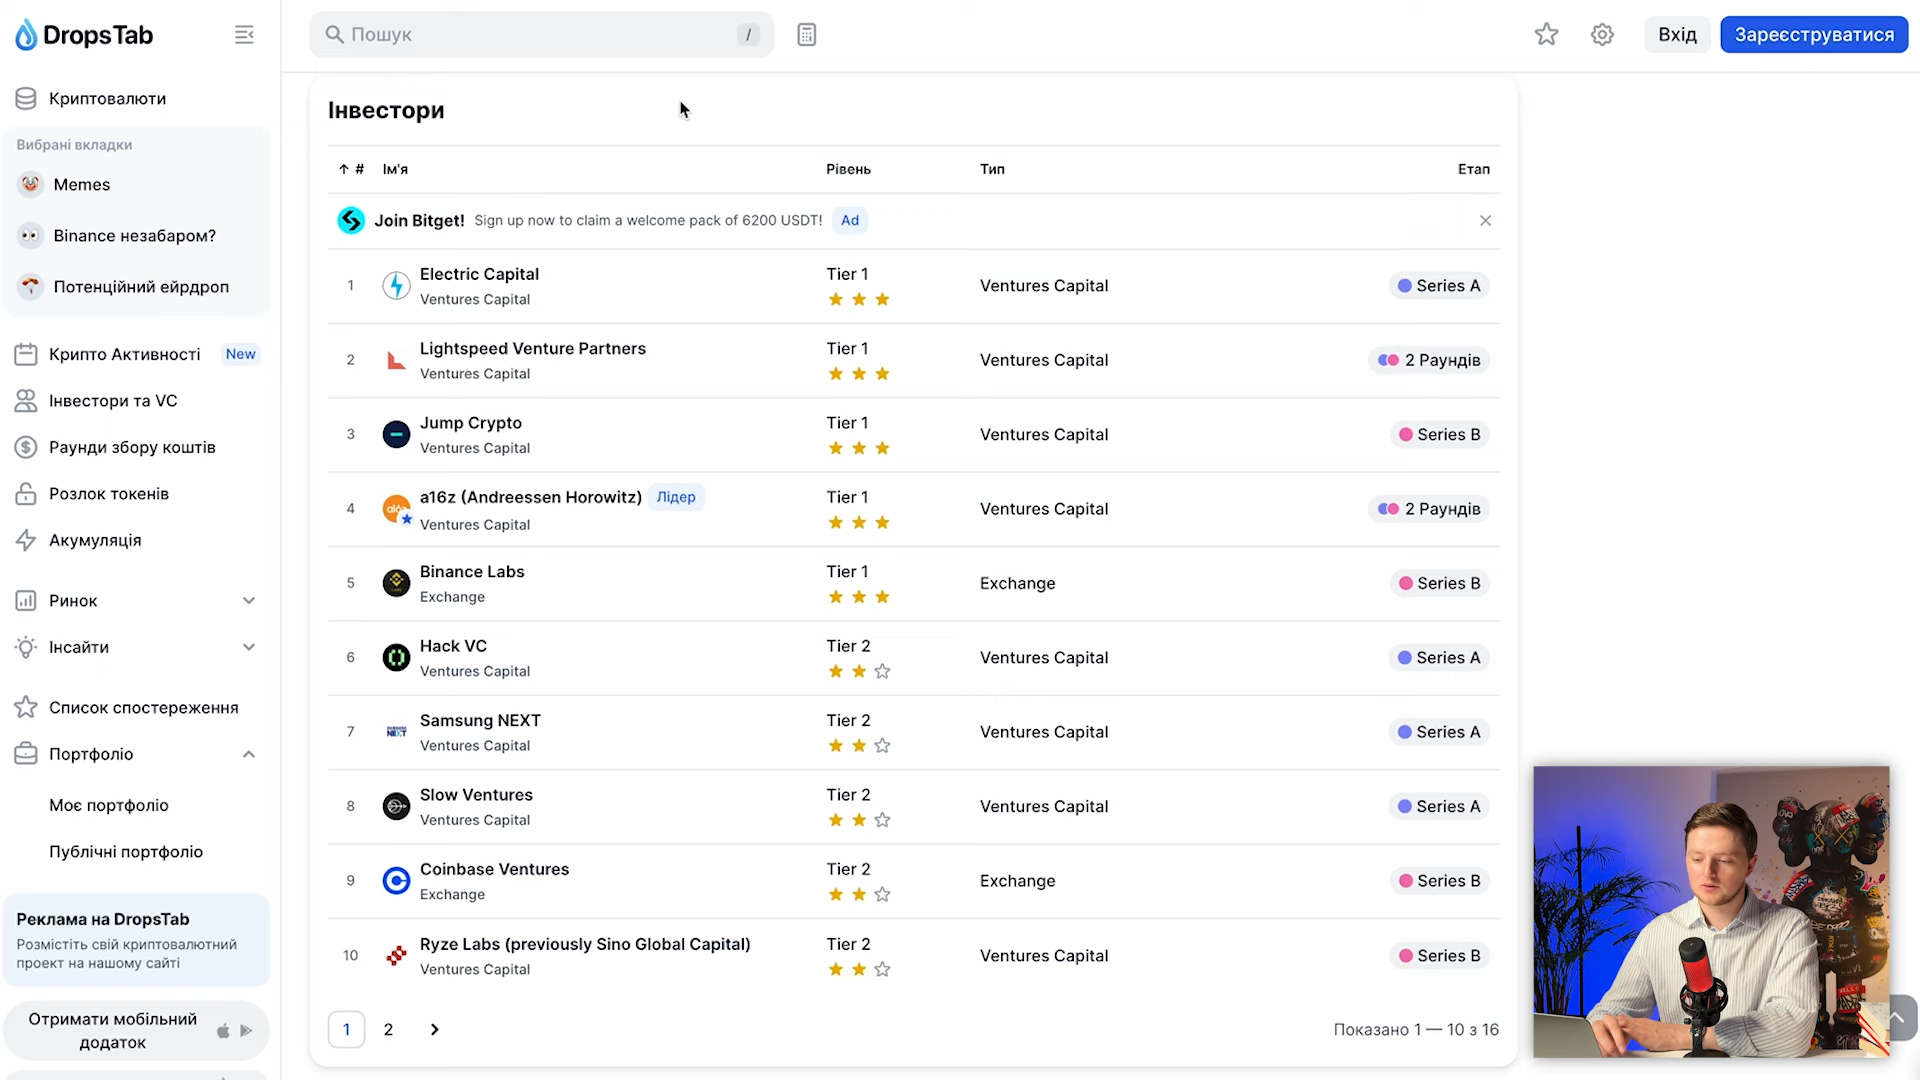 DropsTab
Пошук
/
Вхід
Зареєструватися
Криптовалюти
Вибрані вкладки
Memes
Binance незабаром?
Потенційний ейрдроп
Крипто Активності New
Інвестори та VC
Раунди збору коштів
Розлок токенів
Акумуляція
Ринок
Інсайти
Список спостереження
Портфоліо
Моє портфоліо
Публічні портфоліо
Реклама на DropsTab
Розмістіть свій криптовалютний
проект на нашому сайті
Отримати мобільний
додаток
Інвестори
# Ім'я Рівень Тип Етап
Join Bitget! Sign up now to claim a welcome pack of 6200 USDT! Ad
1 Electric Capital Tier 1 Ventures Capital Series A
Ventures Capital
2 Lightspeed Venture Partners Tier 1 Ventures Capital 2 Раундів
Ventures Capital
3 Jump Crypto Tier 1 Ventures Capital Series B
Ventures Capital
4 a16z (Andreessen Horowitz) Лідер Tier 1 Ventures Capital 2 Раундів
Ventures Capital
5 Binance Labs Tier 1 Exchange Series B
Exchange
6 Hack VC Tier 2 Ventures Capital Series A
Ventures Capital
7 Samsung NEXT Tier 2 Ventures Capital Series A
Ventures Capital
8 Slow Ventures Tier 2 Ventures Capital Series A
Ventures Capital
9 Coinbase Ventures Tier 2 Exchange Series B
Exchange
10 Ryze Labs (previously Sino Global Capital) Tier 2 Ventures Capital Series B
Ventures Capital
1 2
Показано 1 — 10 з 16